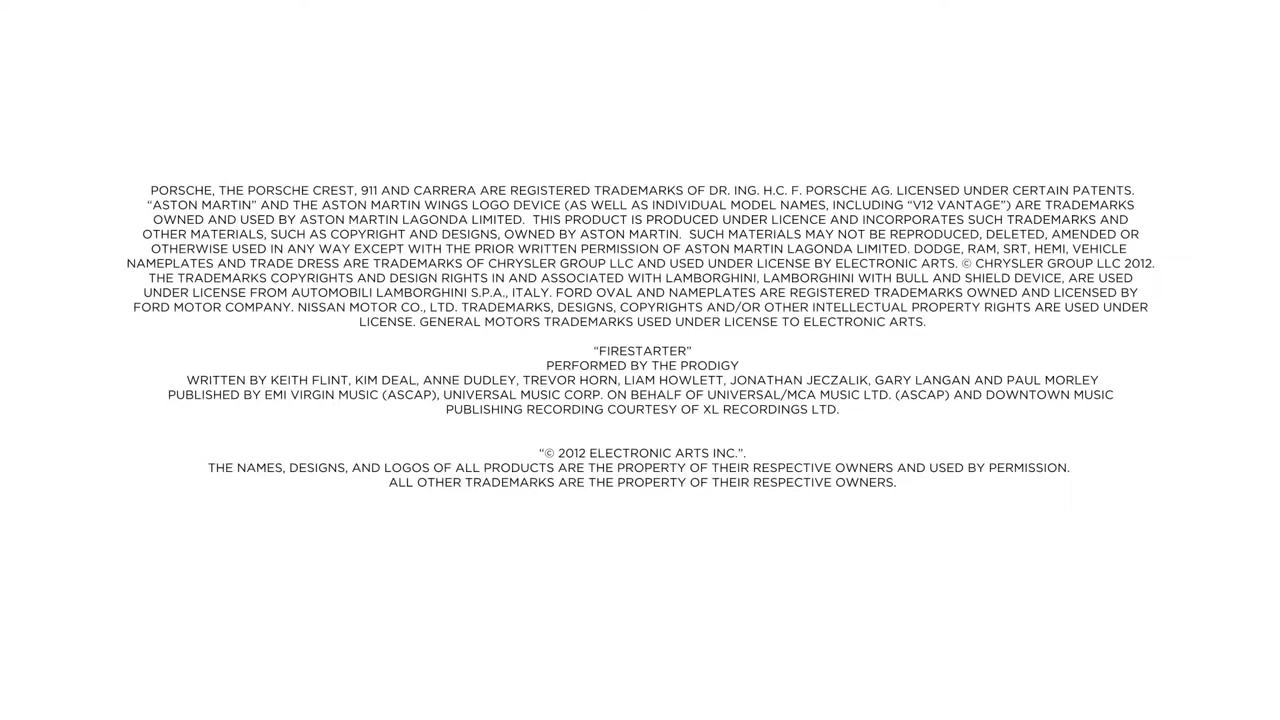 PORSCHE, THE PORSCHE CREST, 911 AND CARRERA ARE REGISTERED TRADEMARKS OF DR. ING. H.C. F. PORSCHE AG. LICENSED UNDER CERTAIN PATENTS.
“ASTON MARTIN” AND THE ASTON MARTIN WINGS LOGO DEVICE (AS WELL AS INDIVIDUAL MODEL NAMES, INCLUDING “V12 VANTAGE”) ARE TRADEMARKS
OWNED AND USED BY ASTON MARTIN LAGONDA LIMITED.  THIS PRODUCT IS PRODUCED UNDER LICENCE AND INCORPORATES SUCH TRADEMARKS AND
OTHER MATERIALS, SUCH AS COPYRIGHT AND DESIGNS, OWNED BY ASTON MARTIN.  SUCH MATERIALS MAY NOT BE REPRODUCED, DELETED, AMENDED OR
OTHERWISE USED IN ANY WAY EXCEPT WITH THE PRIOR WRITTEN PERMISSION OF ASTON MARTIN LAGONDA LIMITED. DODGE, RAM, SRT, HEMI, VEHICLE
NAMEPLATES AND TRADE DRESS ARE TRADEMARKS OF CHRYSLER GROUP LLC AND USED UNDER LICENSE BY ELECTRONIC ARTS. © CHRYSLER GROUP LLC 2012.
THE TRADEMARKS COPYRIGHTS AND DESIGN RIGHTS IN AND ASSOCIATED WITH LAMBORGHINI, LAMBORGHINI WITH BULL AND SHIELD DEVICE, ARE USED
UNDER LICENSE FROM AUTOMOBILI LAMBORGHINI S.P.A., ITALY. FORD OVAL AND NAMEPLATES ARE REGISTERED TRADEMARKS OWNED AND LICENSED BY
FORD MOTOR COMPANY. NISSAN MOTOR CO., LTD. TRADEMARKS, DESIGNS, COPYRIGHTS AND/OR OTHER INTELLECTUAL PROPERTY RIGHTS ARE USED UNDER
LICENSE. GENERAL MOTORS TRADEMARKS USED UNDER LICENSE TO ELECTRONIC ARTS.
“FIRESTARTER”
PERFORMED BY THE PRODIGY
WRITTEN BY KEITH FLINT, KIM DEAL, ANNE DUDLEY, TREVOR HORN, LIAM HOWLETT, JONATHAN JECZALIK, GARY LANGAN AND PAUL MORLEY
PUBLISHED BY EMI VIRGIN MUSIC (ASCAP), UNIVERSAL MUSIC CORP. ON BEHALF OF UNIVERSAL/MCA MUSIC LTD. (ASCAP) AND DOWNTOWN MUSIC
PUBLISHING RECORDING COURTESY OF XL RECORDINGS LTD.
“© 2012 ELECTRONIC ARTS INC.”.
THE NAMES, DESIGNS, AND LOGOS OF ALL PRODUCTS ARE THE PROPERTY OF THEIR RESPECTIVE OWNERS AND USED BY PERMISSION.
ALL OTHER TRADEMARKS ARE THE PROPERTY OF THEIR RESPECTIVE OWNERS.